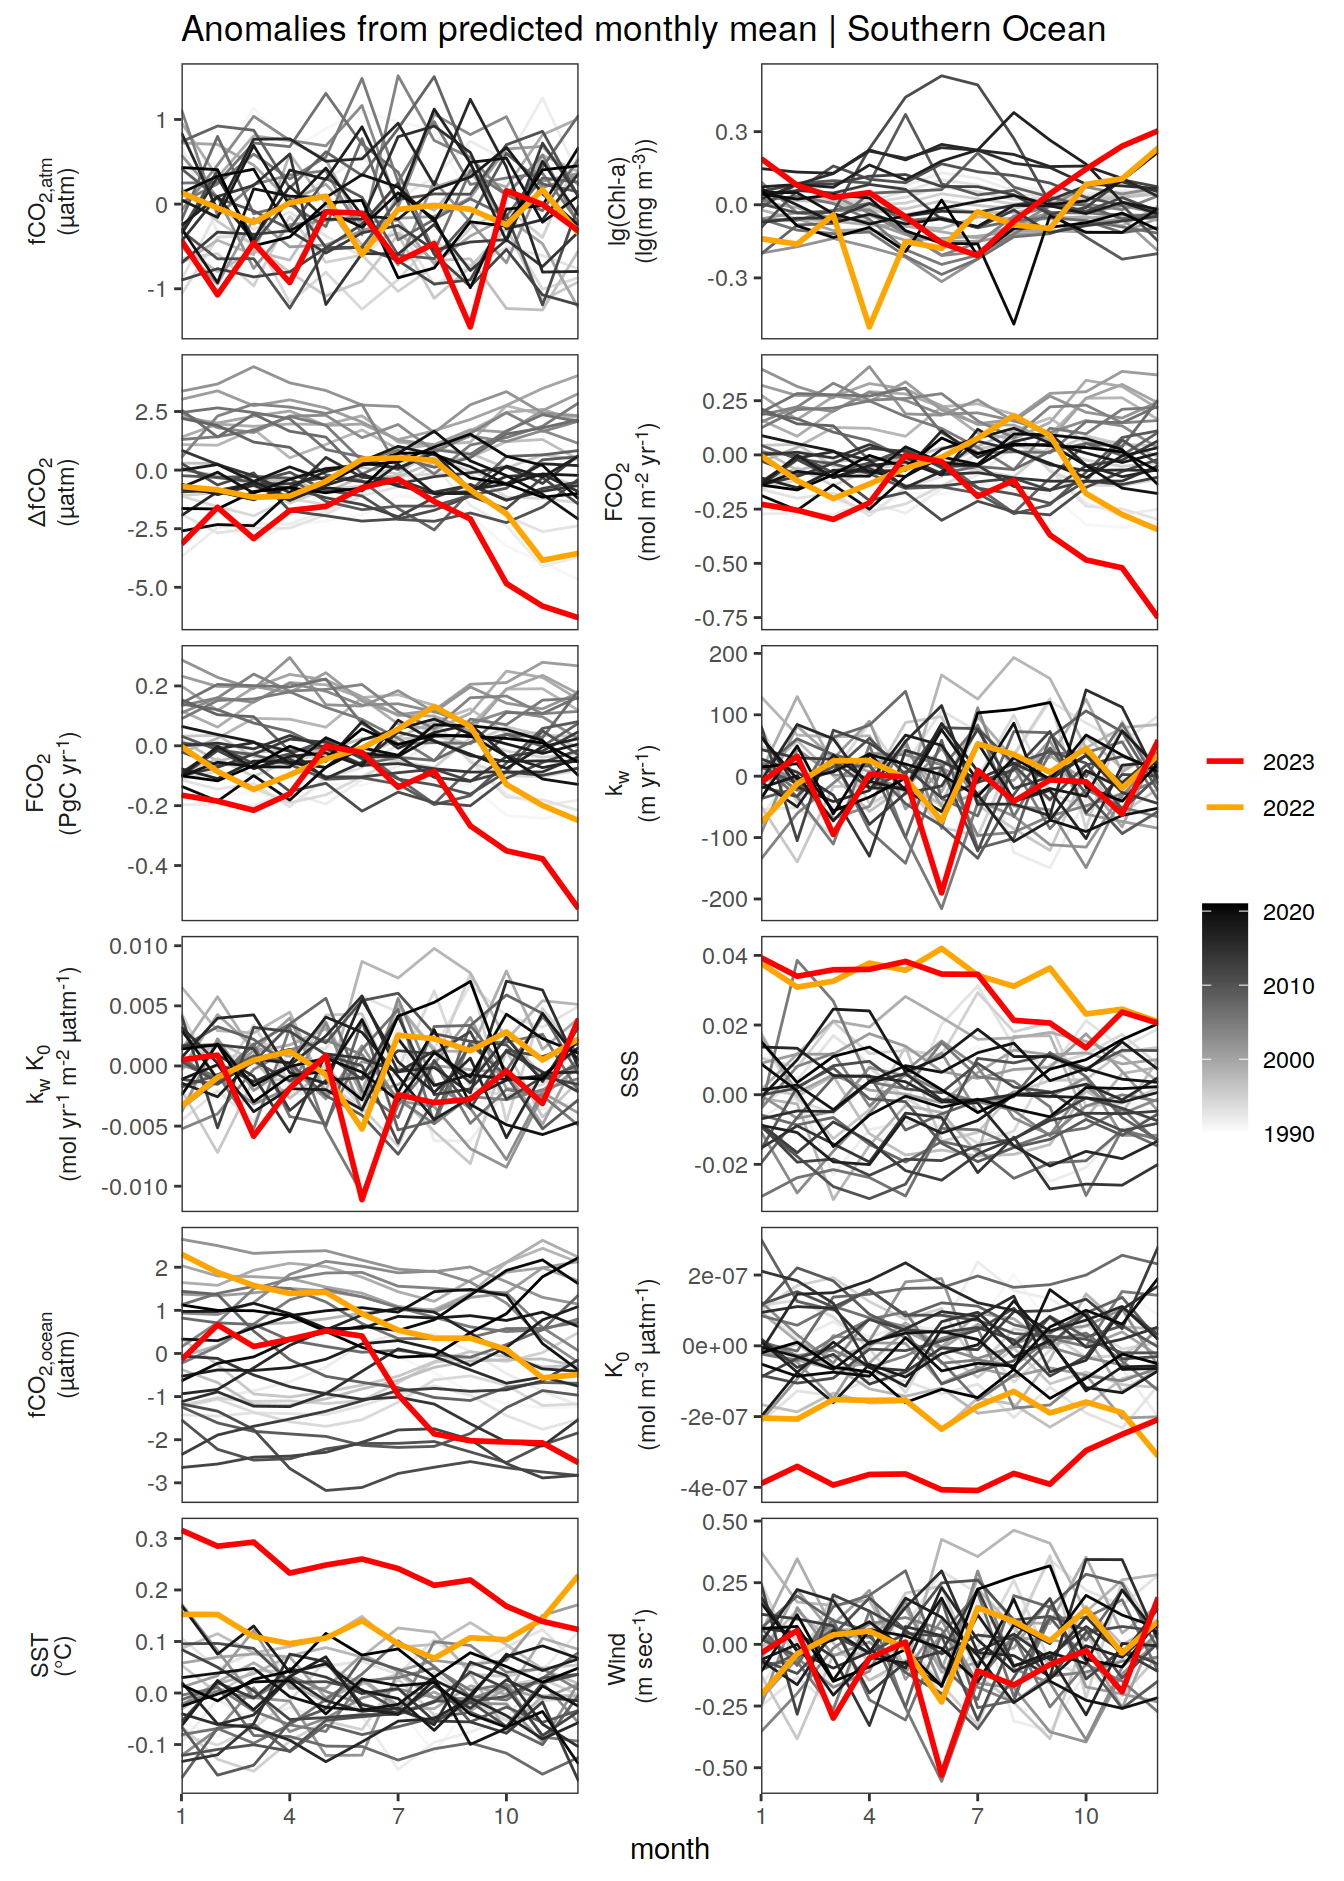 Anomalies from predicted monthly mean | Southern Ocean
fCO2,atm
(µatm)
1
0
-1
lg(Chl-a)
(lg(mg m-3))
0.3
0.0
-0.3
ΔfCO2
(µatm)
2.5
0.0
-2.5
-5.0
FCO2
(mol m-2 yr-1)
0.25
0.00
-0.25
-0.50
-0.75
FCO2
(PgC yr-1)
0.2
0.0
-0.2
-0.4
kw
(m yr-1)
200
100
0
-100
-200
kw K0
(mol yr-1 m-2 µatm-1)
0.010
0.005
0.000
-0.005
-0.010
SSS
0.04
0.02
0.00
-0.02
fCO2,ocean
(µatm)
2
1
0
-1
-2
-3
K0
(mol m-3 µatm-1)
2e-07
0e+00
-2e-07
-4e-07
SST
(°C)
0.3
0.2
0.1
0.0
-0.1
Wind
(m sec-1)
0.50
0.25
0.00
-0.25
-0.50
1 4 7 10
1 4 7 10
month
2023
2022
2020
2010
2000
1990